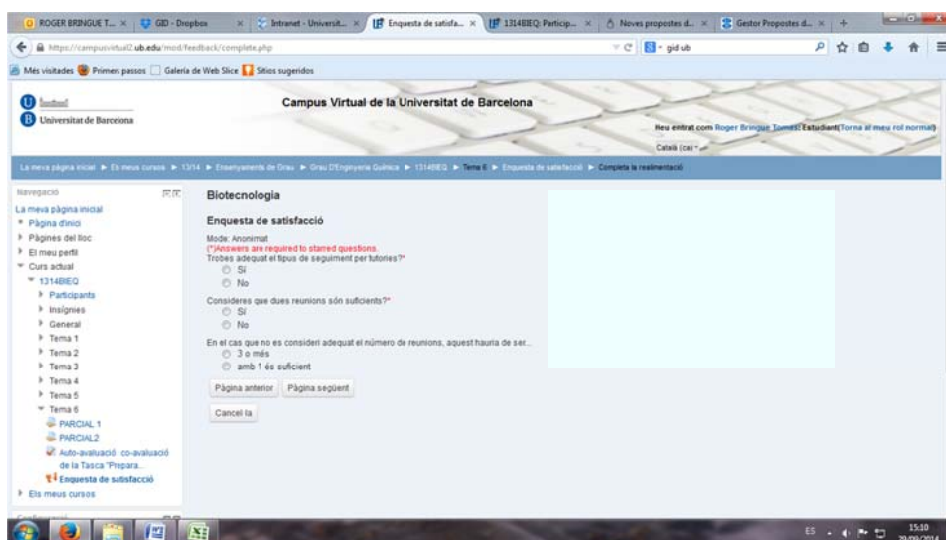 ROGER BRINGUE T...
GID - Dropbox
Intranet - Universit...
Enquesta de satisfa...
1314BIEQ: Particip...
Noves propostes d...
Gestor Propostes d...
https://campusvirtual2.ub.edu/mod/feedback/complete.php
gid ub
Més visitades
Primer. passos
Galería de Web Slice
Sitios sugeridos
Universitat de Barcelona
Campus Virtual de la Universitat de Barcelona
Heu entrat com Roger Bringue Tomàs: Estudiant(Torna al meu rol normal)
Català (ca)
La meva pàgina inicial ► Els meus cursos ► 13/14 ► Ensenyaments de Grau ► Grau D'Enginyeria Química ► 1314BIEQ ► Tema 6 ► Enquesta de satisfacció ► Completa la realimentació
Navegació
La meva pàgina inicial
Pàgina d'inici
Pàgines del lloc
El meu perfil
Curs actual
1314BIEQ
Participants
Insígnies
General
Tema 1
Tema 2
Tema 3
Tema 4
Tema 5
Tema 6
PARCIAL 1
PARCIAL2
Auto-avaluació co-avaluació
de la Tasca "Prepara...
Enquesta de satisfacció
Els meus cursos
Biotecnologia
Enquesta de satisfacció
Mode: Anonimat
(*)Answers are required to starred questions.
Trobes adequat el tipus de seguiment per tutories?*
Sí
No
Consideres que dues reunions són suficients?*
Sí
No
En el cas que no es consideri adequat el número de reunions, aquest hauria de ser...
3 o més
amb 1 és suficient
Pàgina anterior
Pàgina següent
Cancel la
ES
15:10
29/09/2014